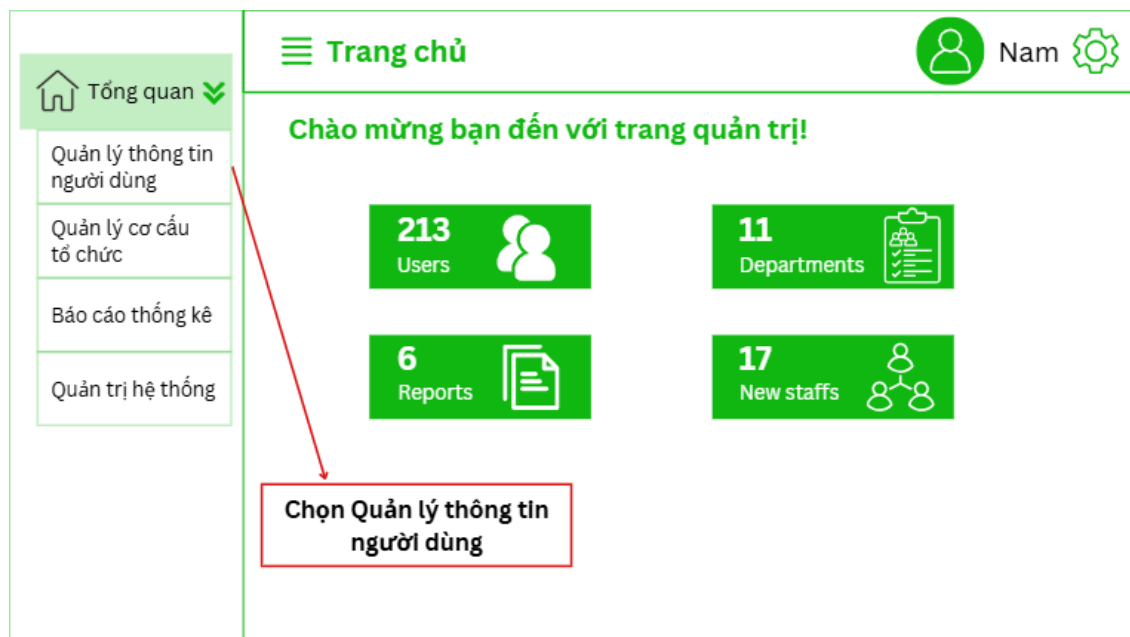 Trang chủ
Nam
Tổng quan
Chào mừng bạn đến với trang quản trị!
Quản lý thông tin
người dùng
Quản lý cơ cấu
tổ chức
Báo cáo thống kê
Quản trị hệ thống
213
Users
11
Departments
6
Reports
17
New staffs
Chọn Quản lý thông tin
người dùng